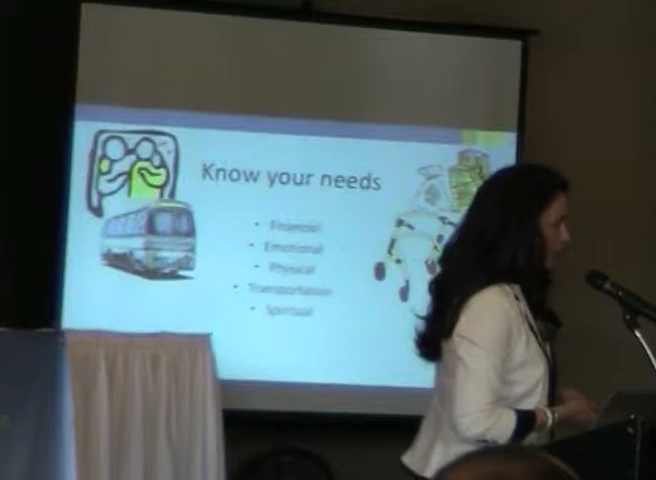 Know your needs
• Financial
• Emotional
• Physical
• Transportation
• Spiritual